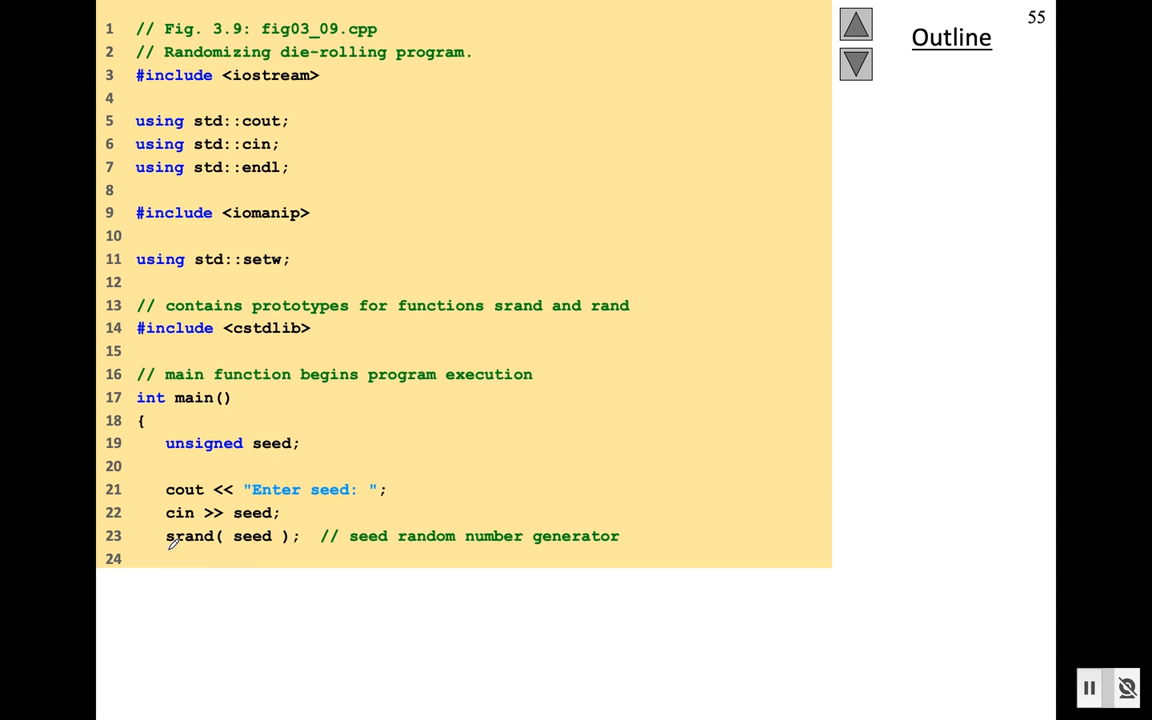 55
Outline
1 // Fig. 3.9: fig03_09.cpp
2 // Randomizing die-rolling program.
3 #include <iostream>
4
5 using std::cout;
6 using std::cin;
7 using std::endl;
8
9 #include <iomanip>
10
11 using std::setw;
12
13 // contains prototypes for functions srand and rand
14 #include <cstdlib>
15
16 // main function begins program execution
17 int main()
18 {
19 unsigned seed;
20
21 cout << "Enter seed: ";
22 cin >> seed;
23 srand( seed ); // seed random number generator
24